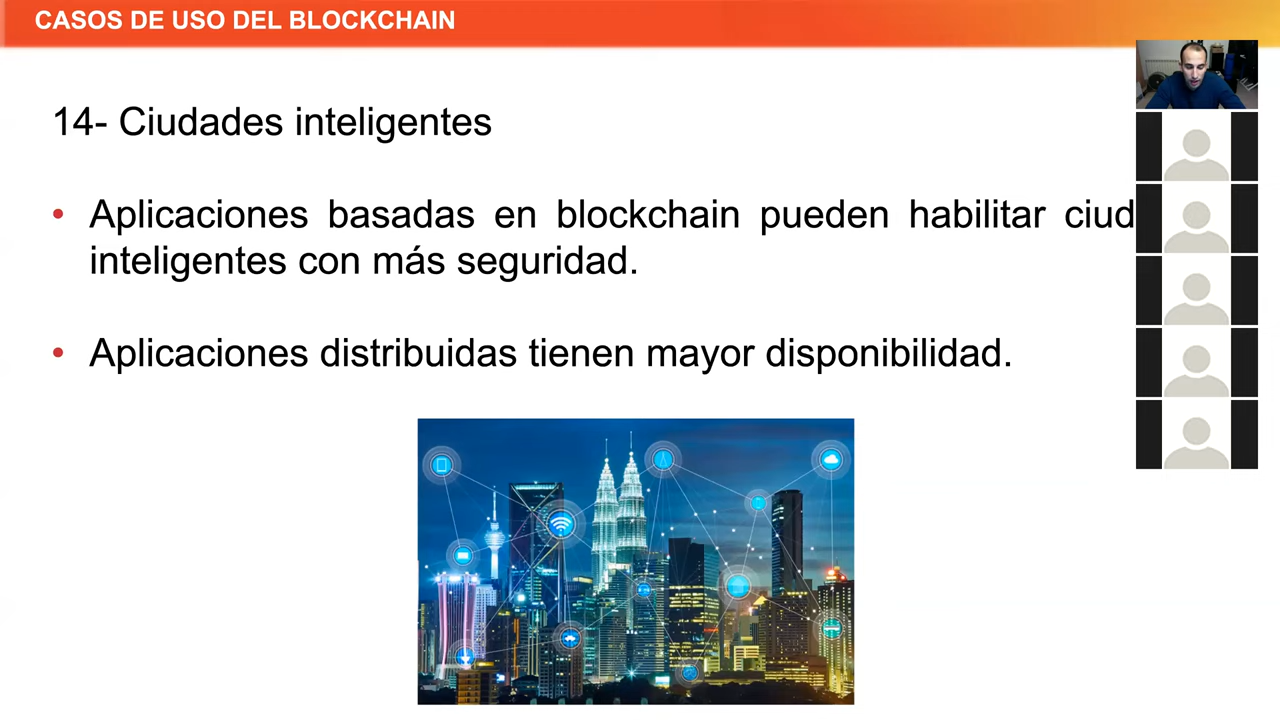 CASOS DE USO DEL BLOCKCHAIN
14- Ciudades inteligentes
• Aplicaciones basadas en blockchain pueden habilitar ciud
inteligentes con más seguridad.
• Aplicaciones distribuidas tienen mayor disponibilidad.